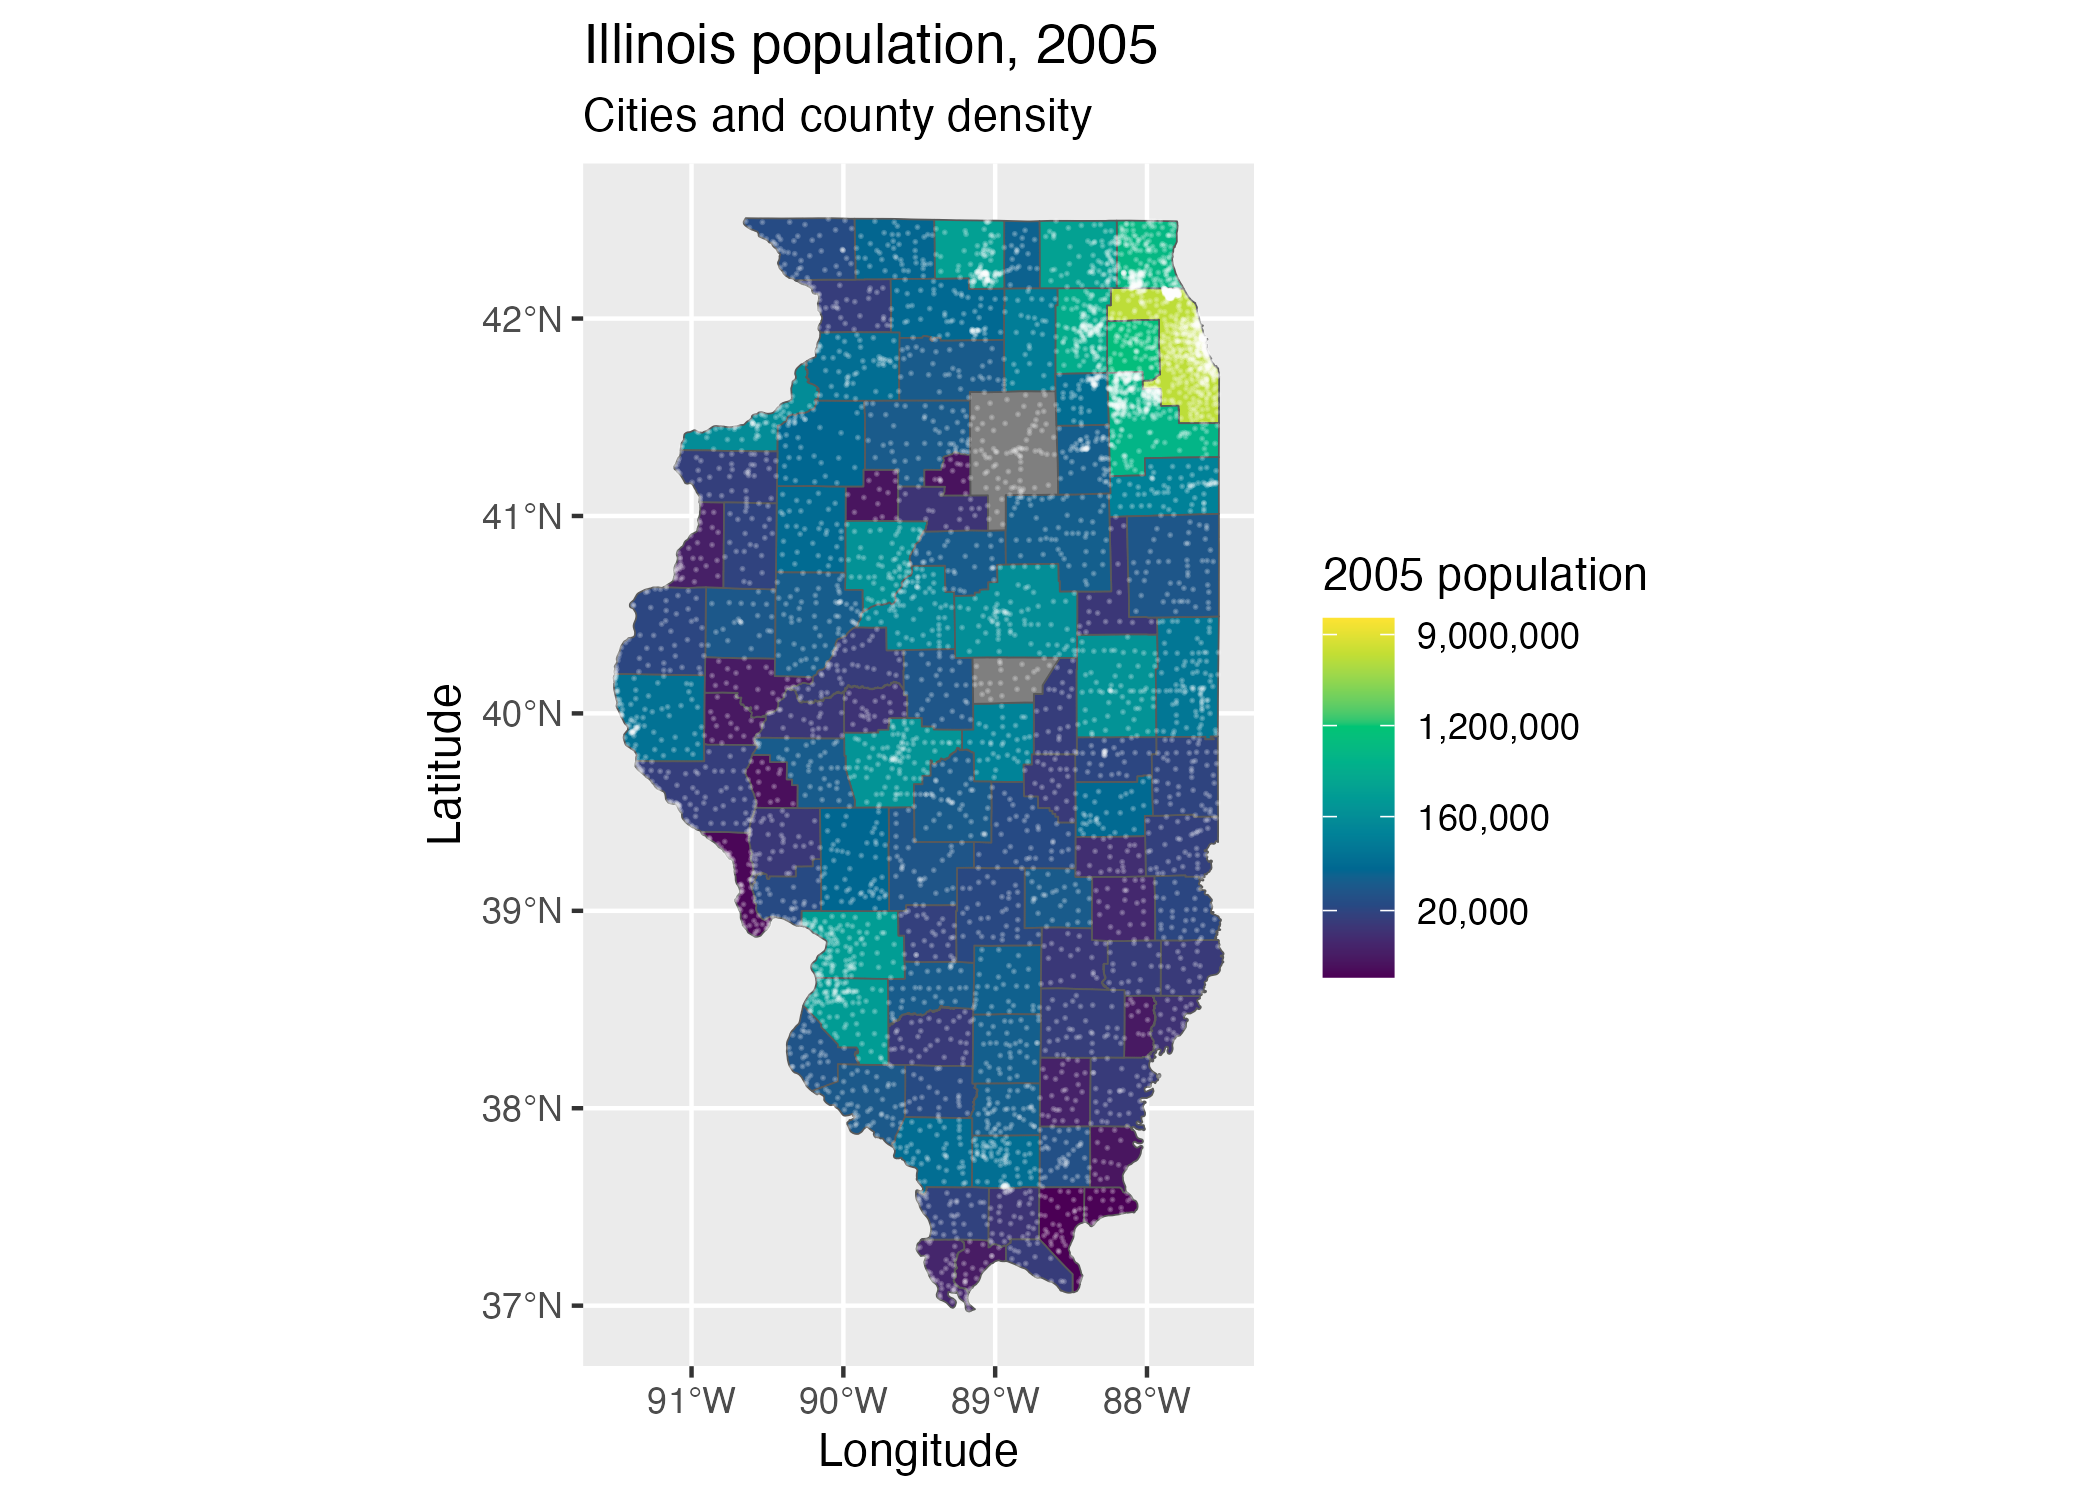 Illinois population, 2005
Cities and county density
42°N
41°N
40°N
39°N
38°N
37°N
91°W
90°W
89°W
88°W
Longitude
Latitude
2005 population
9,000,000
1,200,000
160,000
20,000